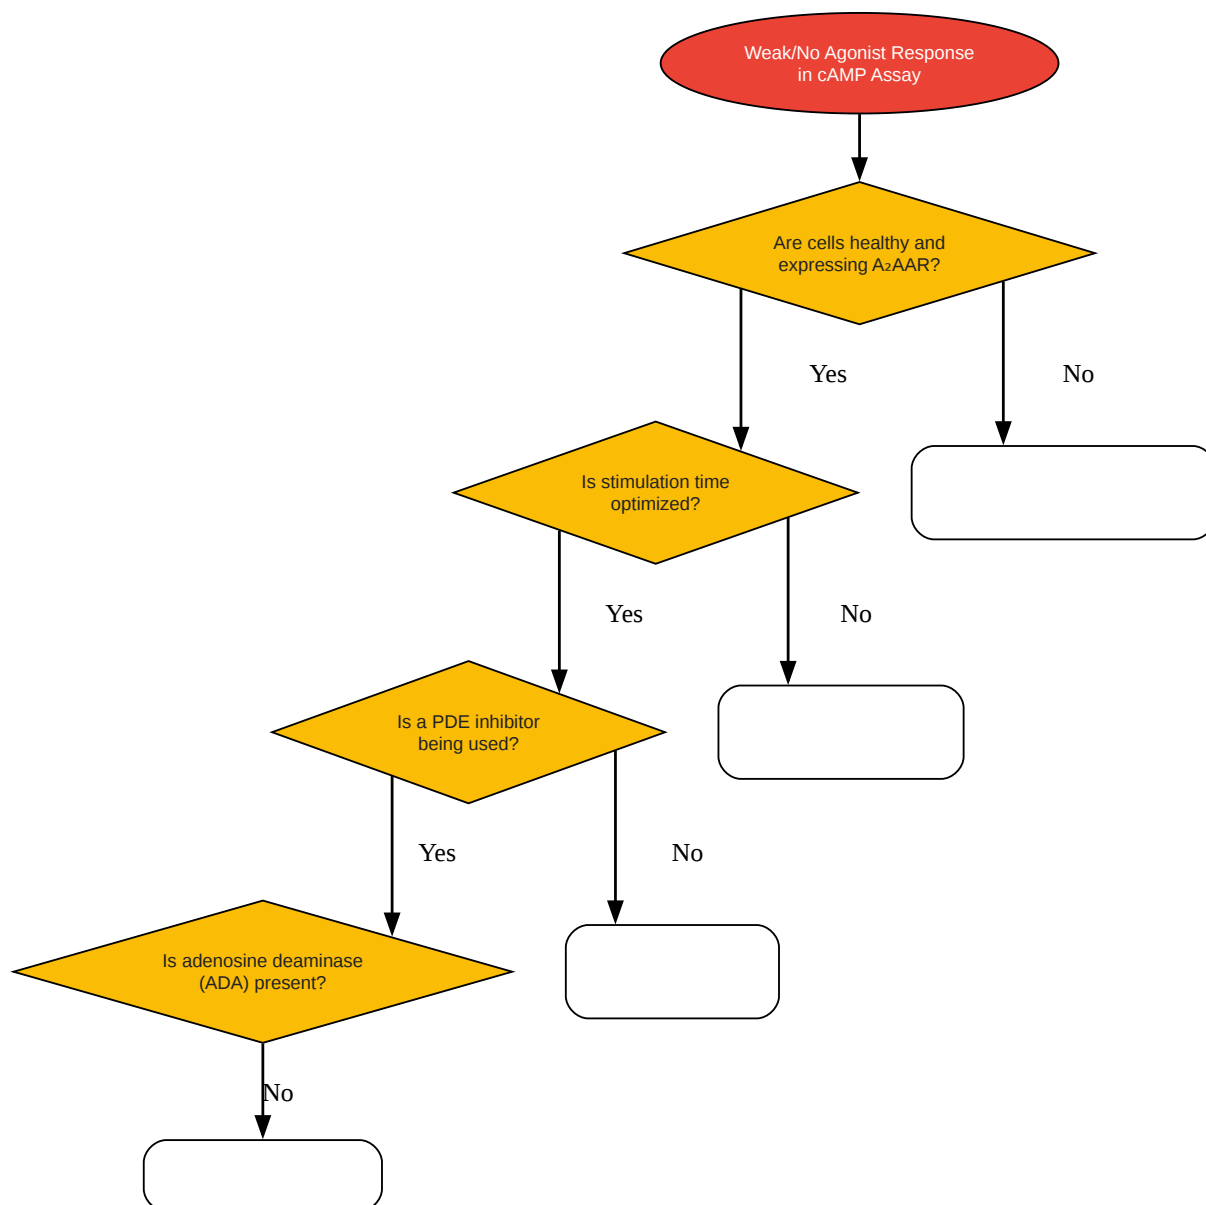 Weak/No Agonist Response
in cAMP Assay
Are cells healthy and
expressing A₂AAR?
Yes
No
Is stimulation time
optimized?
Yes
No
Is a PDE inhibitor
being used?
Yes
No
Is adenosine deaminase
(ADA) present?
No